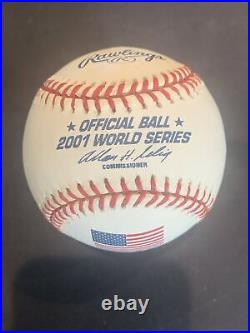 Rawlings
★ OFFICIAL BALL ★
2001 WORLD SERIES
Allan H. Selig
COMMISSIONER